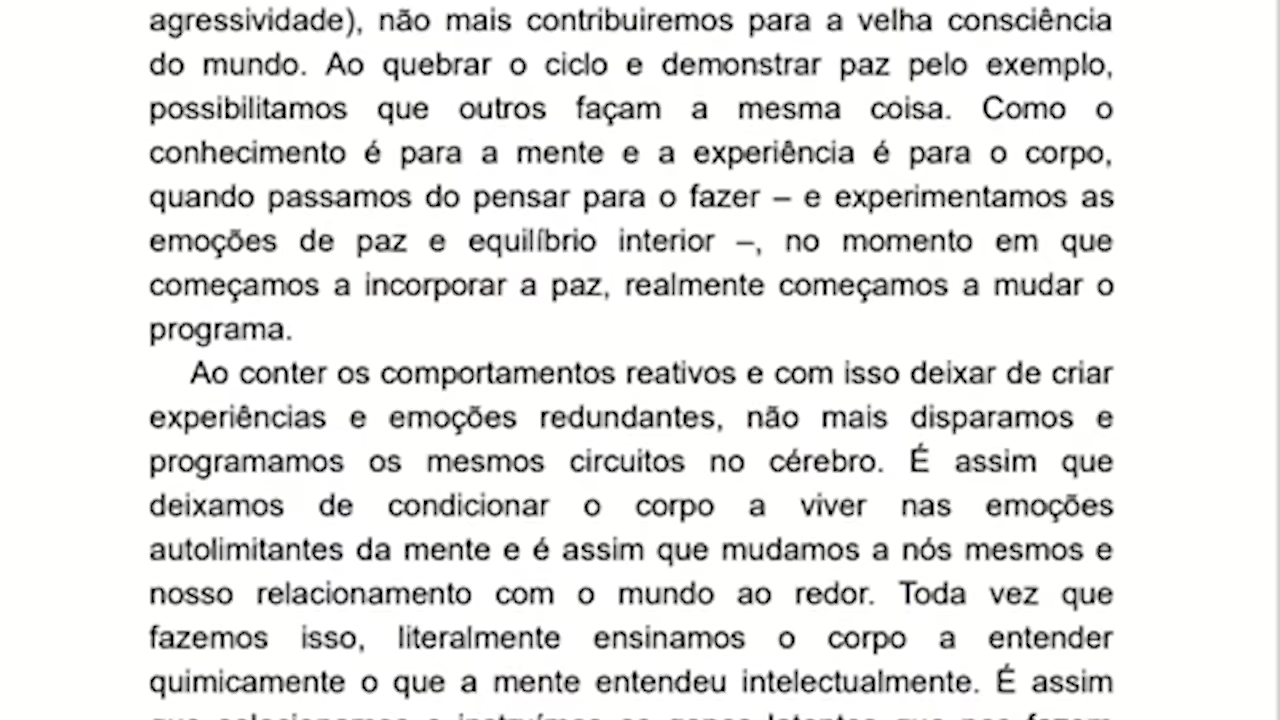 agressividade), não mais contribuiremos para a velha consciência
do mundo. Ao quebrar o ciclo e demonstrar paz pelo exemplo,
possibilitamos que outros façam a mesma coisa. Como o
conhecimento é para a mente e a experiência é para o corpo,
quando passamos do pensar para o fazer – e experimentamos as
emoções de paz e equilíbrio interior –, no momento em que
começamos a incorporar a paz, realmente começamos a mudar o
programa.
Ao conter os comportamentos reativos e com isso deixar de criar
experiências e emoções redundantes, não mais disparamos e
programamos os mesmos circuitos no cérebro. É assim que
deixamos de condicionar o corpo a viver nas emoções
autolimitantes da mente e é assim que mudamos a nós mesmos e
nosso relacionamento com o mundo ao redor. Toda vez que
fazemos isso, literalmente ensinamos o corpo a entender
quimicamente o que a mente entendeu intelectualmente. É assim